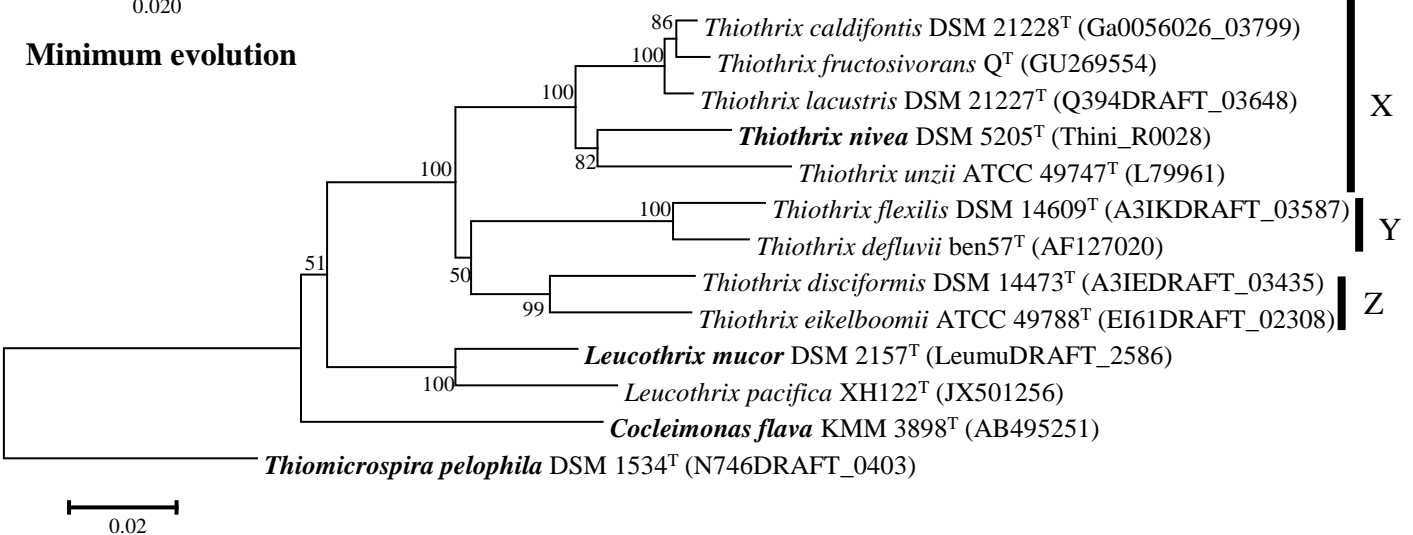 0.020
Minimum evolution
86
Thiothrix caldifontis DSM 21228ᵀ (Ga0056026_03799)
100
Thiothrix fructosivorans Qᵀ (GU269554)
100
Thiothrix lacustris DSM 21227ᵀ (Q394DRAFT_03648)
X
Thiothrix nivea DSM 5205ᵀ (Thini_R0028)
82
Thiothrix unzii ATCC 49747ᵀ (L79961)
100
100
Thiothrix flexilis DSM 14609ᵀ (A3IKDRAFT_03587)
Y
Thiothrix defluvii ben57ᵀ (AF127020)
51
50
Thiothrix disciformis DSM 14473ᵀ (A3IEDRAFT_03435)
Z
99
Thiothrix eikelboomii ATCC 49788ᵀ (EI61DRAFT_02308)
Leucothrix mucor DSM 2157ᵀ (LeumuDRAFT_2586)
100
Leucothrix pacifica XH122ᵀ (JX501256)
Cocleimonas flava KMM 3898ᵀ (AB495251)
Thiomicrospira pelophila DSM 1534ᵀ (N746DRAFT_0403)
0.02